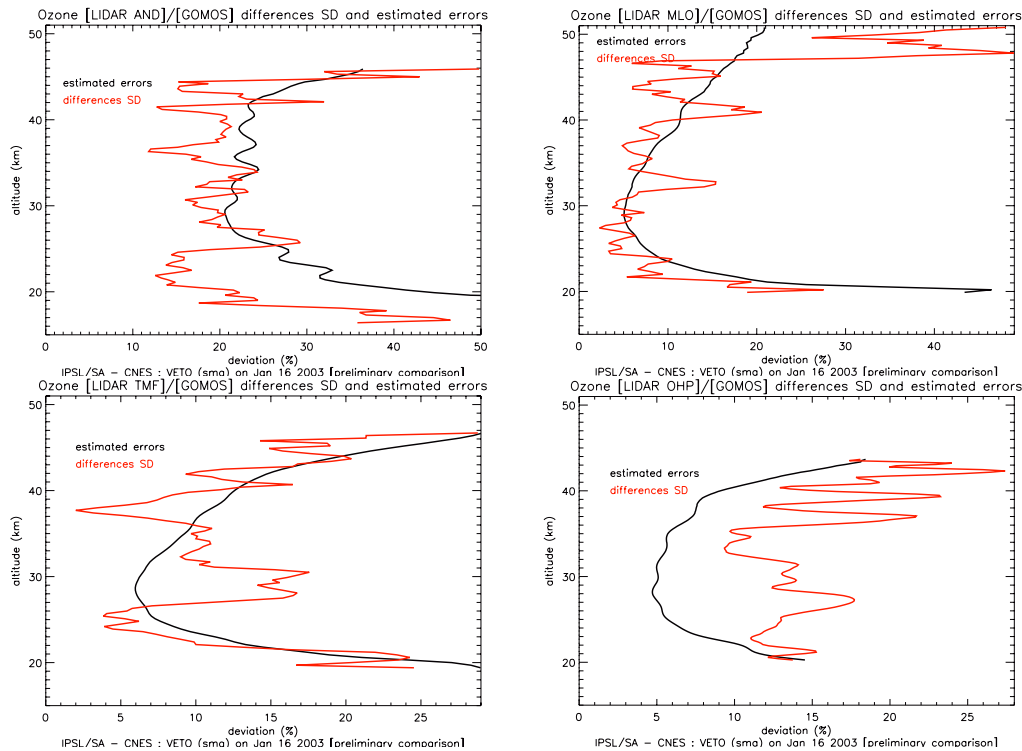 Ozone [LIDAR AND]/[GOMOS] differences SD and estimated errors
50
40
30
20
altitude (km)
estimated errors
differences SD
0 10 20 30 40 50
deviation (%)
IPSL/SA - CNES : VETO (sma) on Jan 16 2003 [preliminary comparison]
Ozone [LIDAR MLO]/[GOMOS] differences SD and estimated errors
50
40
30
20
altitude (km)
estimated errors
differences SD
0 10 20 30 40
deviation (%)
IPSL/SA - CNES : VETO (sma) on Jan 16 2003 [preliminary comparison]
Ozone [LIDAR TMF]/[GOMOS] differences SD and estimated errors
50
40
30
20
altitude (km)
estimated errors
differences SD
0 5 10 15 20 25
deviation (%)
IPSL/SA - CNES : VETO (sma) on Jan 16 2003 [preliminary comparison]
Ozone [LIDAR OHP]/[GOMOS] differences SD and estimated errors
50
40
30
20
altitude (km)
estimated errors
differences SD
0 5 10 15 20 25
deviation (%)
IPSL/SA - CNES : VETO (sma) on Jan 16 2003 [preliminary comparison]